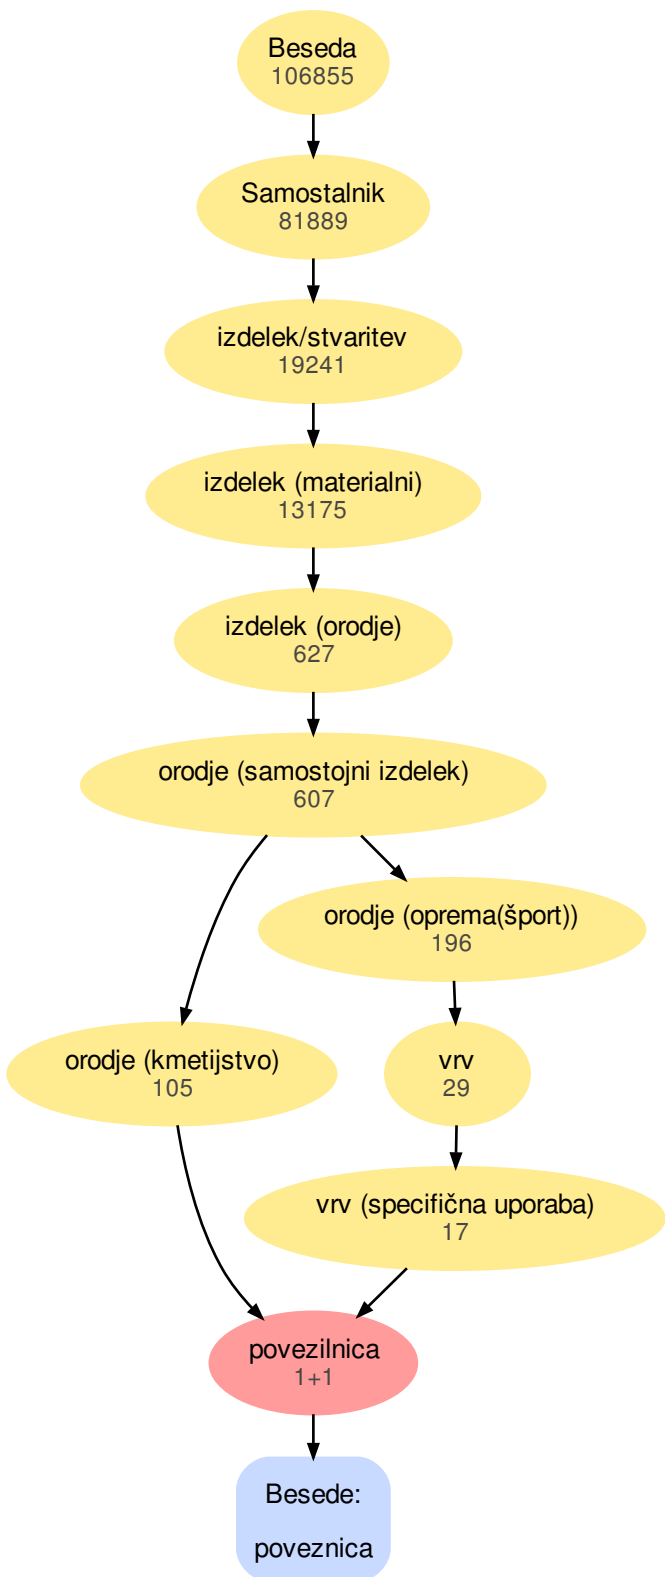 Beseda
106855
Samostalnik
81889
izdelek/stvaritev
19241
izdelek (materialni)
13175
izdelek (orodje)
627
orodje (samostojni izdelek)
607
orodje (oprema(šport))
196
orodje (kmetijstvo)
105
vrv
29
vrv (specifična uporaba)
17
povezilnica
1+1
Besede:
poveznica